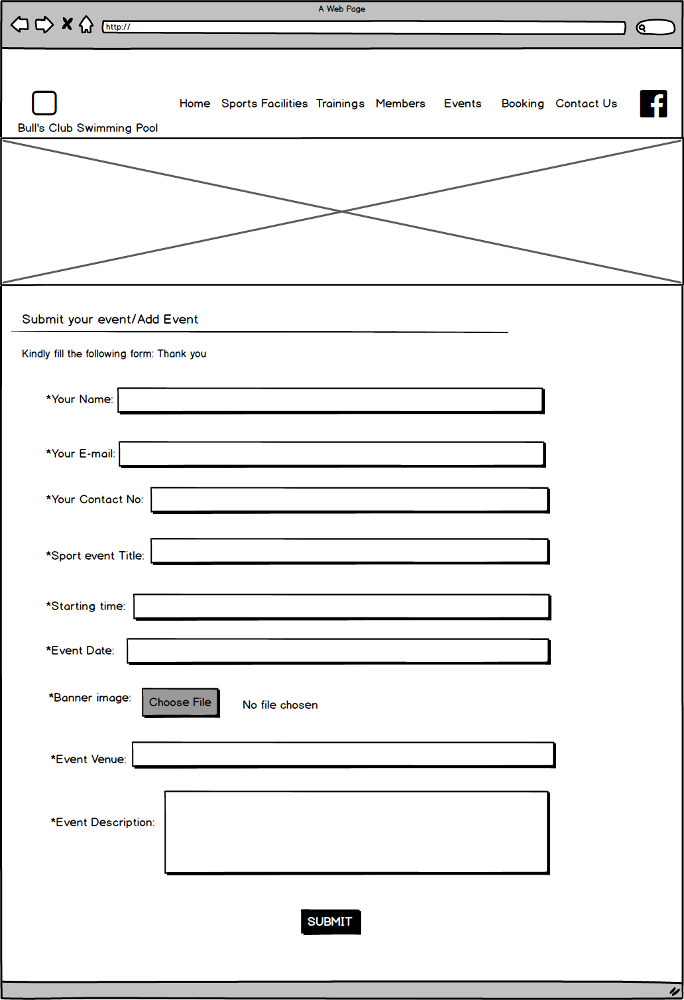 A Web Page
http://
Home Sports Facilities Trainings Members Events Booking Contact Us
Bull's Club Swimming Pool
Submit your event/Add Event
Kindly fill the following form: Thank you
*Your Name:
*Your E-mail:
*Your Contact No:
*Sport event Title:
*Starting time:
*Event Date:
*Banner image: Choose File No file chosen
*Event Venue:
*Event Description:
SUBMIT